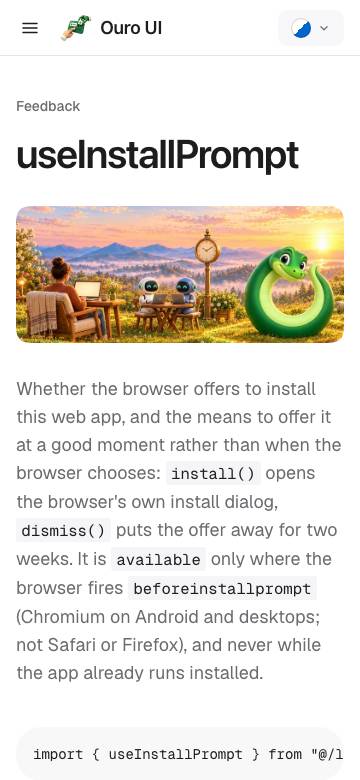 Ouro UI
Feedback
useInstallPrompt
Whether the browser offers to install
this web app, and the means to offer it
at a good moment rather than when the
browser chooses: install() opens
the browser's own install dialog,
dismiss() puts the offer away for two
weeks. It is available only where the
browser fires beforeinstallprompt
(Chromium on Android and desktops;
not Safari or Firefox), and never while
the app already runs installed.
import { useInstallPrompt } from "@/l